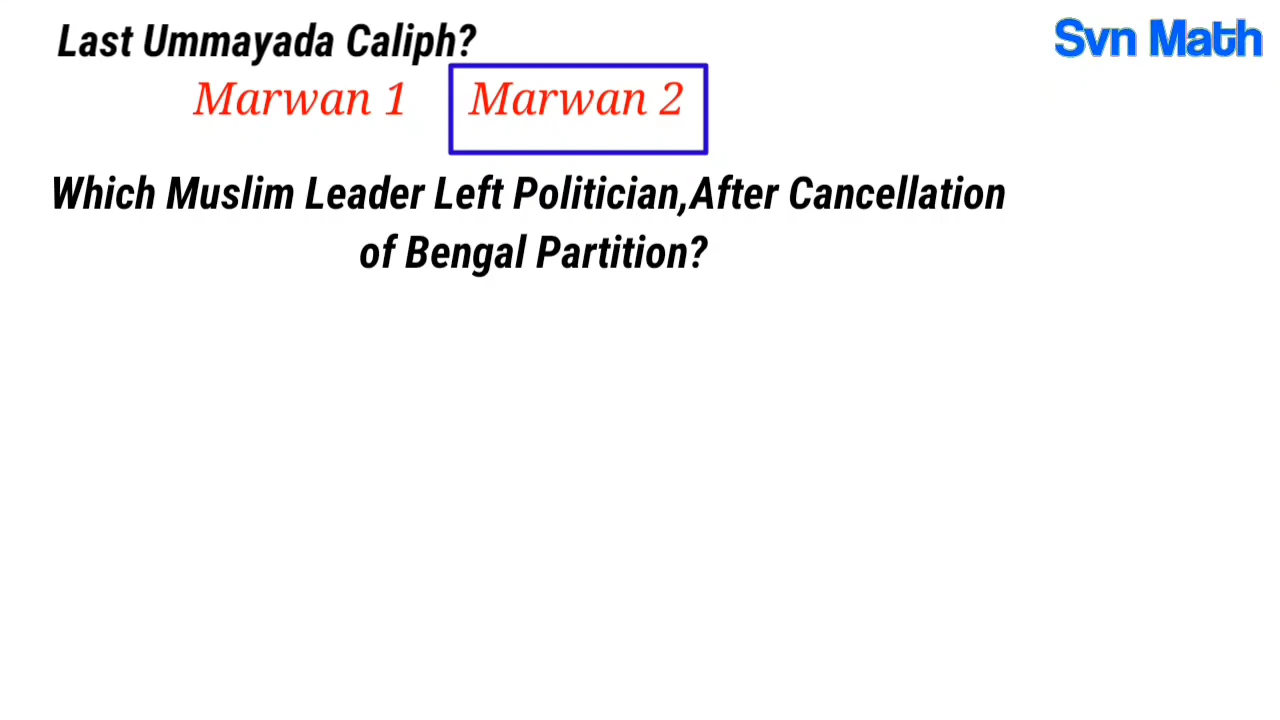 Last Ummayada Caliph?
Svn Math
Marwan 1 Marwan 2
Which Muslim Leader Left Politician,After Cancellation
of Bengal Partition?